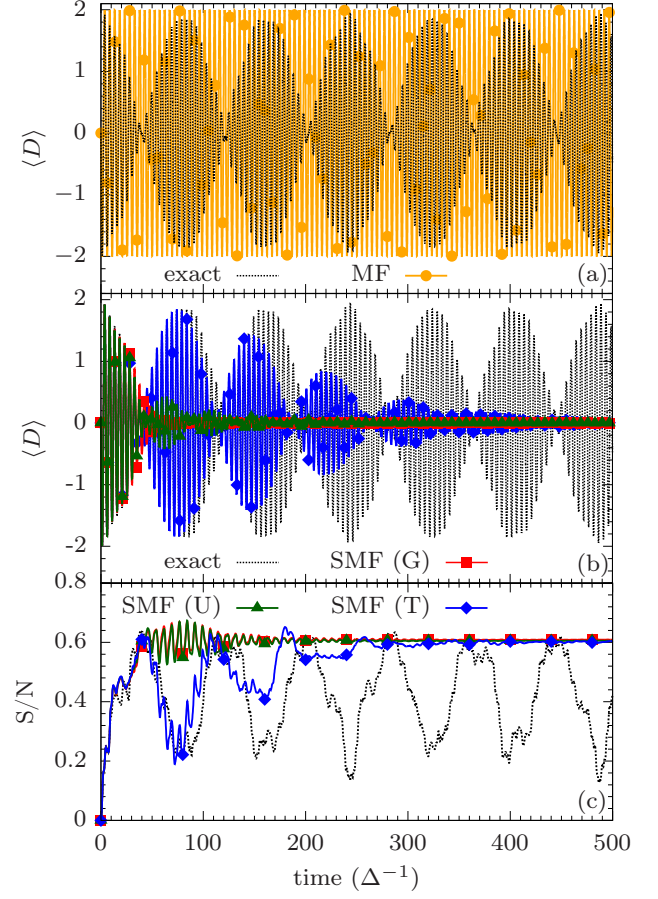 2
1
⟨D⟩
0
−1
−2
exact MF (a)
1
⟨D⟩
0
−1
−2
exact SMF (G) (b)
0.8
SMF (U) SMF (T)
0.6
S/N
0.4
0.2
0
(c)
0 100 200 300 400 500
time (Δ⁻¹)